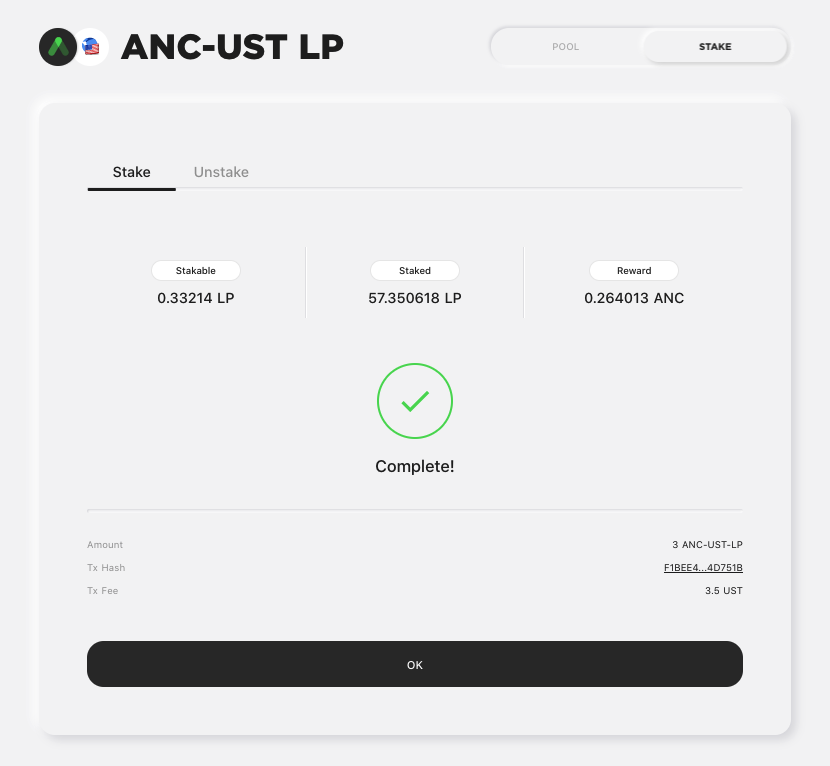 ANC-UST LP
POOL
STAKE
Stake
Unstake
Stakable
Staked
Reward
0.33214 LP
57.350618 LP
0.264013 ANC
Complete!
Amount
3 ANC-UST-LP
Tx Hash
F1BEE4...4D751B
Tx Fee
3.5 UST
OK